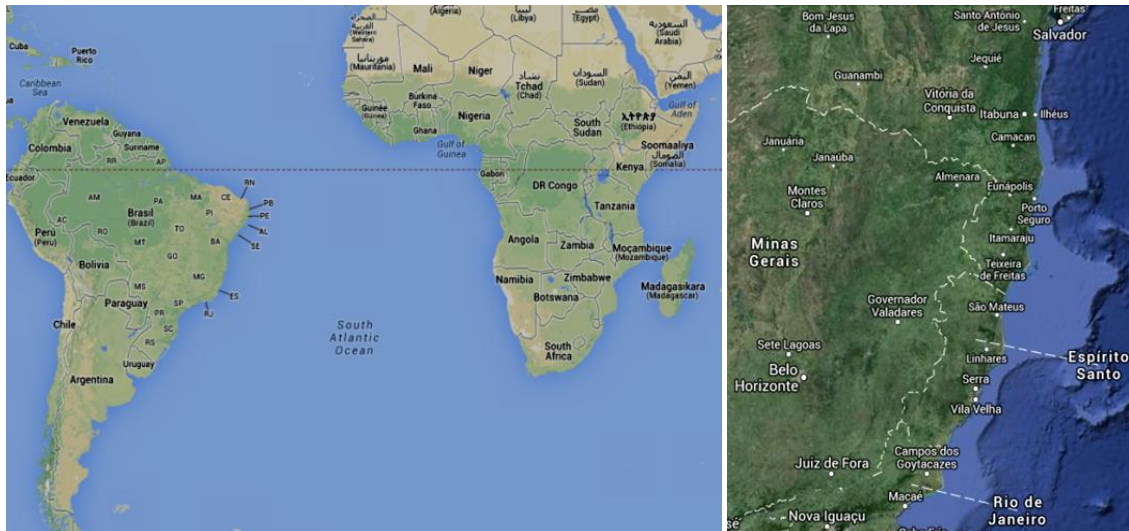 Cuba
Puerto
Rico
Caribbean
Sea
Venezuela
Guyana
Suriname
Colombia
Ecuador
RR
AP
AM
PA
MA
CE
RN
PB
PE
AL
SE
PI
Brasil
(Brazil)
TO
AC
RO
MT
BA
Perú
(Peru)
GO
Bolivia
MG
MS
ES
Paraguay
SP
RJ
PR
SC
Chile
RS
Uruguay
Argentina
South
Atlantic
Ocean
(Algeria)
(Libya)
(Egypt)
الصحراء
الغربية
(Western
Sahara)
السعودية
(Saudi
Arabia)
موريتانيا
(Mauritania)
Mali
Niger
تشاد
Tchad
(Chad)
السودان
(Sudan)
اليمن
(Yemen)
Gulf of
Aden
Guinée
(Guinea)
Burkina
Faso
Ghana
Nigeria
South
Sudan
ኢትዮጵያ
(Ethiopia)
Gulf of
Guinea
Soomaaliya
الصومال
(Somalia)
Gabon
Kenya
DR Congo
Tanzania
Angola
Zambia
Moçambique
(Mozambique)
Namibia
Zimbabwe
Botswana
Madagasikara
(Madagascar)
South
Africa
Bom Jesus
da Lapa
Santo Antônio
de Jesus
Freitas
Salvador
Jequié
Guanambi
Vitória da
Conquista
Itabuna
Ilhéus
Camacan
Januária
Janaúba
Almenara
Eunápolis
Montes
Claros
Porto
Seguro
Itamaraju
Minas
Gerais
Teixeira
de Freitas
Governador
Valadares
São Mateus
Sete Lagoas
Linhares
Espírito
Santo
Belo
Horizonte
Serra
Vila Velha
Juiz de Fora
Campos dos
Goytacazes
Macaé
Rio de
Janeiro
Nova Iguaçu